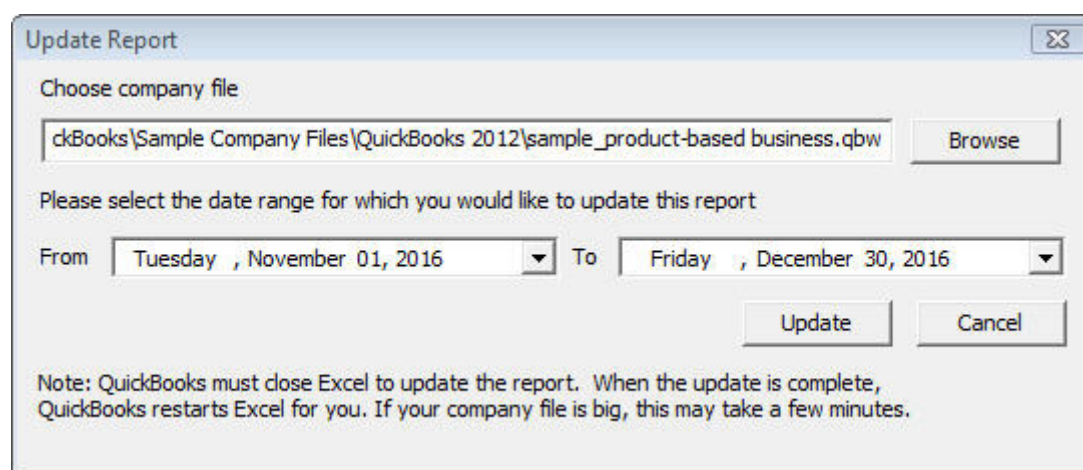 Update Report
Choose company file
ckBooks\Sample Company Files\QuickBooks 2012\sample_product-based business.qbw Browse
Please select the date range for which you would like to update this report
From Tuesday , November 01, 2016 To Friday , December 30, 2016
Update Cancel
Note: QuickBooks must close Excel to update the report. When the update is complete,
QuickBooks restarts Excel for you. If your company file is big, this may take a few minutes.